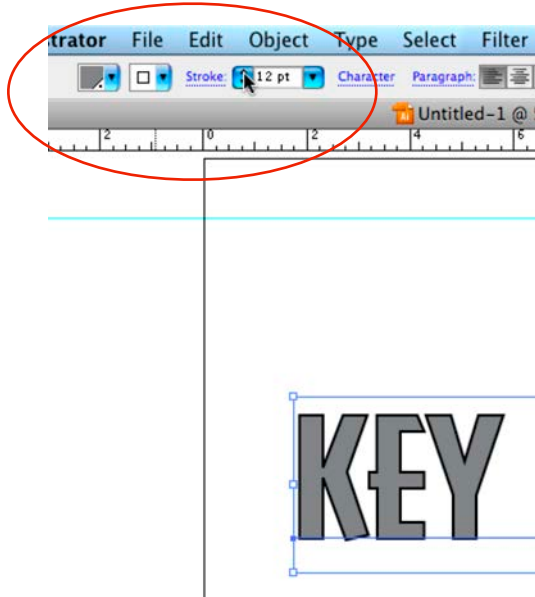 strator File Edit Object Type Select Filter
Stroke: 12 pt Character Paragraph:
Untitled-1 @
2 0 2 4 6
KEY